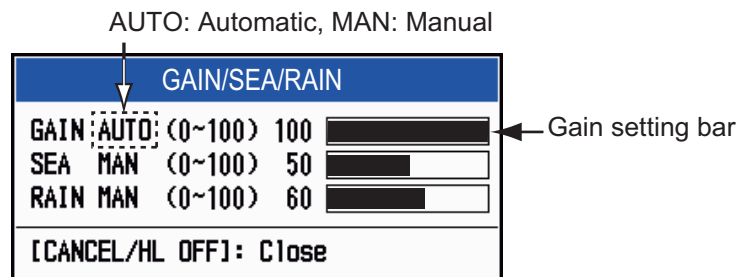 AUTO: Automatic, MAN: Manual
GAIN/SEA/RAIN
GAIN AUTO (0~100) 100
Gain setting bar
SEA MAN (0~100) 50
RAIN MAN (0~100) 60
[CANCEL/HL OFF]: Close